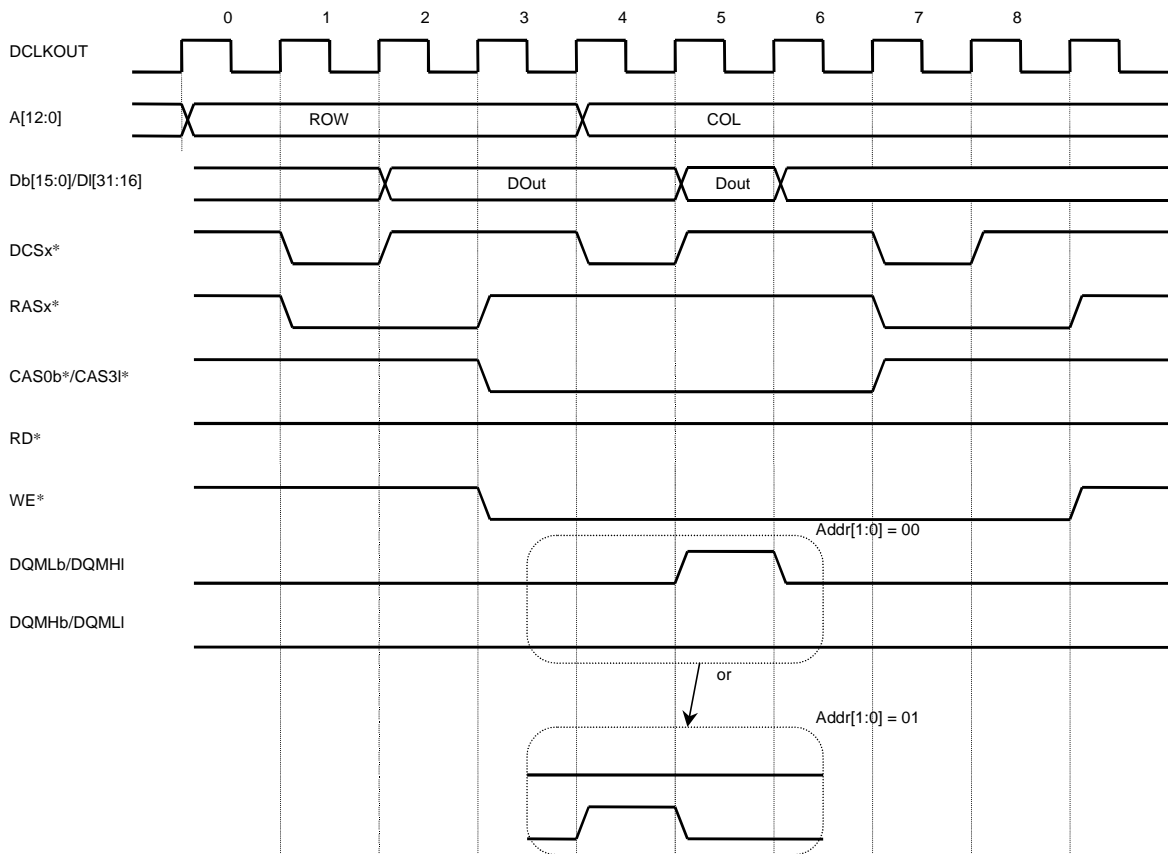 0 1 2 3 4 5 6 7 8
DCLKOUT
A[12:0]
ROW
COL
Db[15:0]/Dl[31:16]
DOut
Dout
DCSx*
RASx*
CAS0b*/CAS3l*
RD*
WE*
Addr[1:0] = 00
DQMLb/DQMHl
DQMHb/DQMLl
or
Addr[1:0] = 01